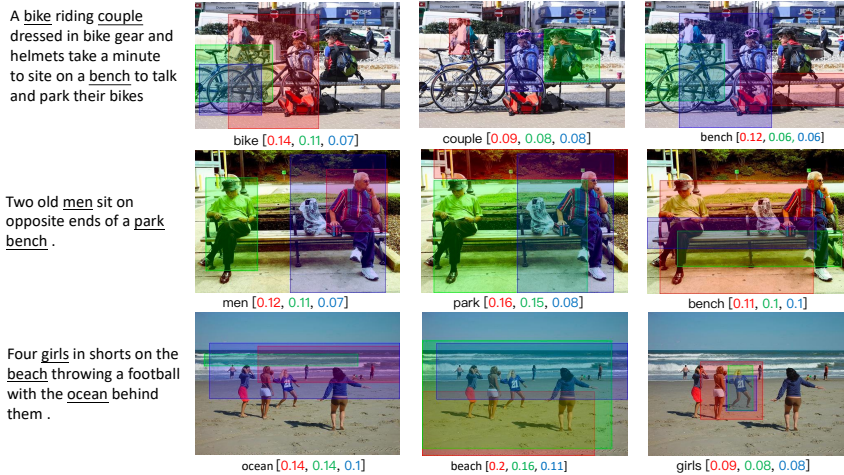 A bike riding couple
dressed in bike gear and
helmets take a minute
to site on a bench to talk
and park their bikes
bike [0.14, 0.11, 0.07]
couple [0.09, 0.08, 0.08]
bench [0.12, 0.06, 0.06]
Two old men sit on
opposite ends of a park
bench .
men [0.12, 0.11, 0.07]
park [0.16, 0.15, 0.08]
bench [0.11, 0.1, 0.1]
Four girls in shorts on the
beach throwing a football
with the ocean behind
them .
ocean [0.14, 0.14, 0.1]
beach [0.2, 0.16, 0.11]
girls [0.09, 0.08, 0.08]